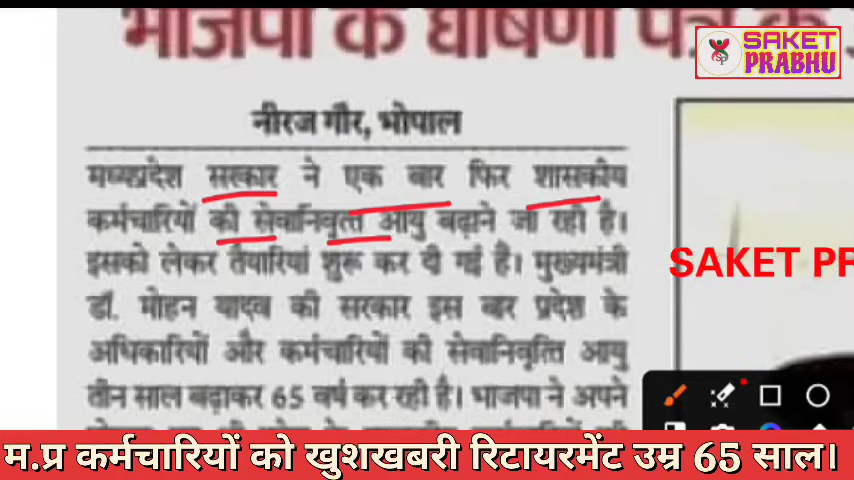 भाजपा के घोषणा पत्र के
SAKET
PRABHU
SP
नीरज गौर, भोपाल
मध्यप्रदेश सरकार ने एक बार फिर शासकीय
कर्मचारियों की सेवानिवृत्त आयु बढ़ाने जा रही है।
इसको लेकर तैयारियां शुरू कर दी गई हैं। मुख्यमंत्री
SAKET PR
डॉ. मोहन यादव की सरकार इस बार प्रदेश के
अधिकारियों और कर्मचारियों की सेवानिवृत्ति आयु
तीन साल बढ़ाकर 65 वर्ष कर रही है। भाजपा ने अपने
म.प्र कर्मचारियों को खुशखबरी रिटायरमेंट उम्र 65 साल।